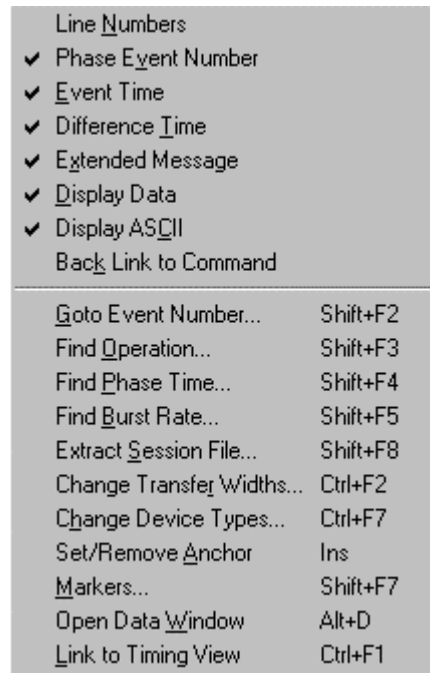 Line Numbers
✔ Phase Event Number
✔ Event Time
✔ Difference Time
✔ Extended Message
✔ Display Data
✔ Display ASCII
Back Link to Command
Goto Event Number... Shift+F2
Find Operation... Shift+F3
Find Phase Time... Shift+F4
Find Burst Rate... Shift+F5
Extract Session File... Shift+F8
Change Transfer Widths... Ctrl+F2
Change Device Types... Ctrl+F7
Set/Remove Anchor Ins
Markers... Shift+F7
Open Data Window Alt+D
Link to Timing View Ctrl+F1